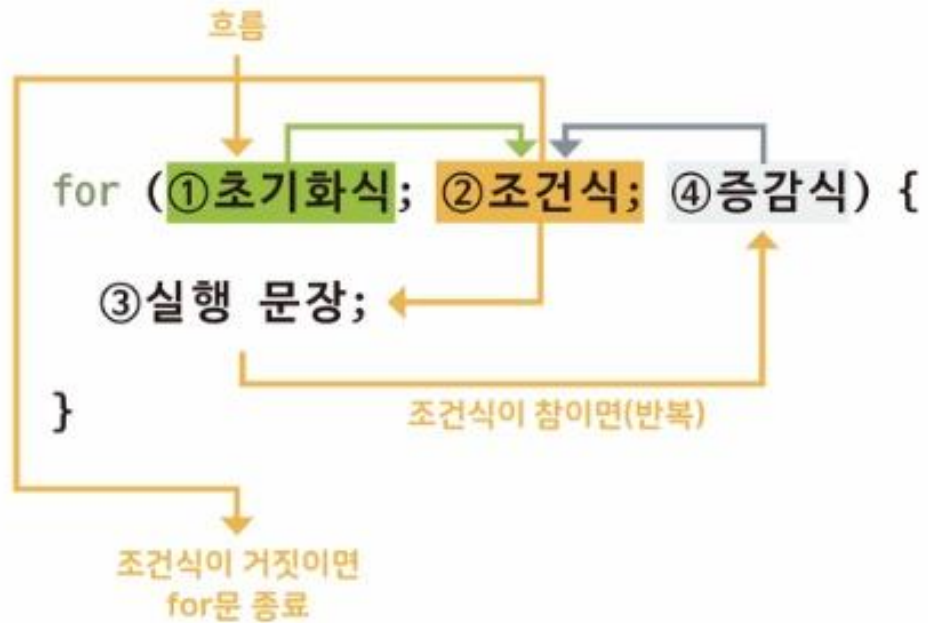 흐름
for (①초기화식; ②조건식; ④증감식) {
③실행 문장;
}
조건식이 참이면(반복)
조건식이 거짓이면
for문 종료